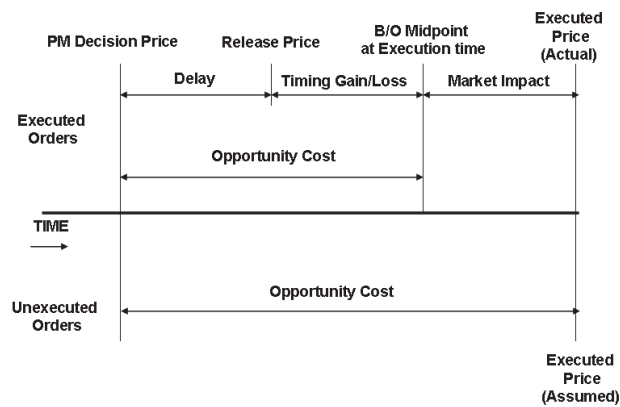 PM Decision Price
Release Price
B/O Midpoint
at Execution time
Executed
Price
(Actual)
Delay
Timing Gain/Loss
Market Impact
Executed
Orders
Opportunity Cost
TIME
Opportunity Cost
Unexecuted
Orders
Executed
Price
(Assumed)